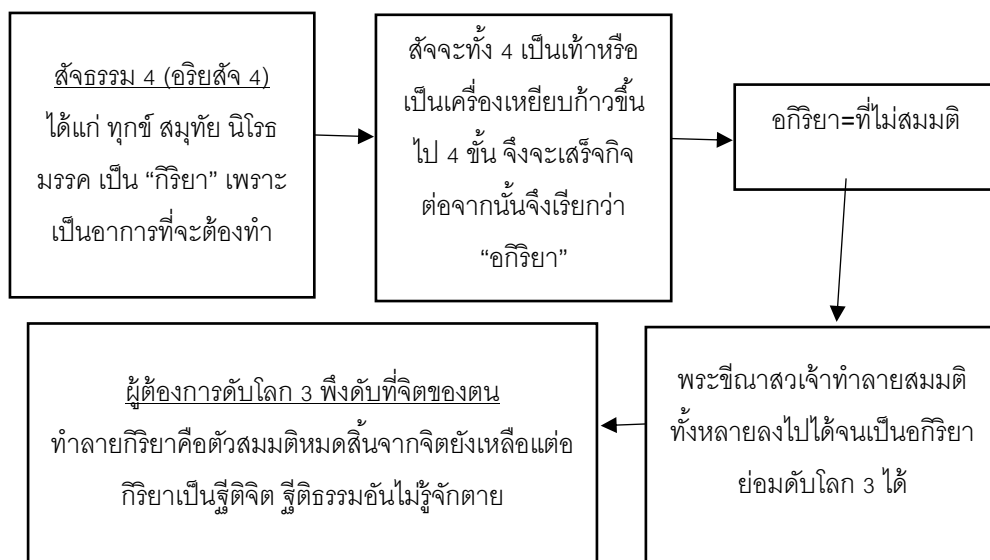 สัจธรรม 4 (อริยสัจ 4)
ได้แก่ ทุกข์ สมุทัย นิโรธ
มรรค เป็น “กิริยา” เพราะ
เป็นอาการที่จะต้องทำ
สัจจะทั้ง 4 เป็นเท้าหรือ
เป็นเครื่องเหยียบก้าวขึ้น
ไป 4 ขั้น จึงจะเสร็จกิจ
ต่อจากนั้นจึงเรียกว่า
“อกิริยา”
อกิริยา=ที่ไม่สมมติ
พระขีณาสวเจ้าทำลายสมมติ
ทั้งหลายลงไปได้จนเป็นอกิริยา
ย่อมดับโลก 3 ได้
ผู้ต้องการดับโลก 3 พึงดับที่จิตของตน
ทำลายกิริยาคือตัวสมมติหมดสิ้นจากจิตยังเหลือแต่อ
กิริยาเป็นฐีติจิต ฐีติธรรมอันไม่รู้จักตาย